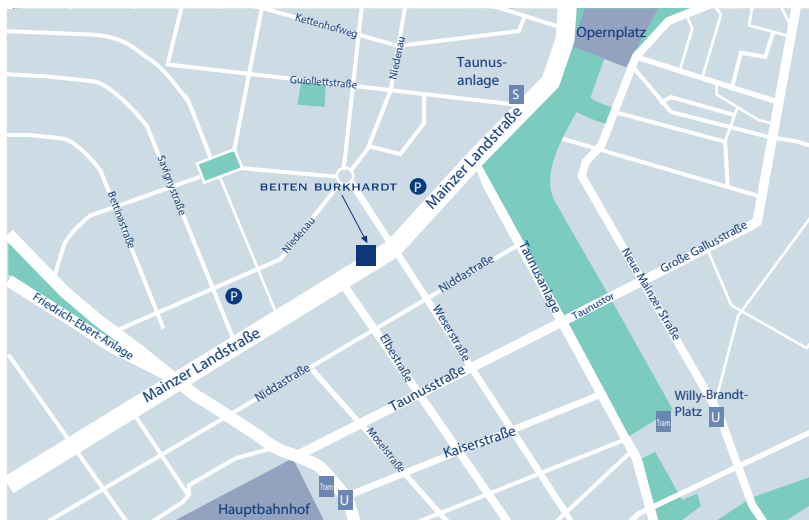 Kettenhofweg
Opernplatz
Niedenau
Taunus-
anlage
S
Guiollettstraße
Mainzer Landstraße
Savignystraße
BEITEN BURKHARDT
P
Bettinastraße
Niedenau
Niddastraße
Taunusanlage
Große Gallusstraße
Neue Mainzer Straße
Taunustor
P
Friedrich-Ebert-Anlage
Mainzer Landstraße
Weserstraße
Elbestraße
Niddastraße
Taunusstraße
Willy-Brandt-
Platz
Tram
U
Moselstraße
Kaiserstraße
Tram
U
Hauptbahnhof